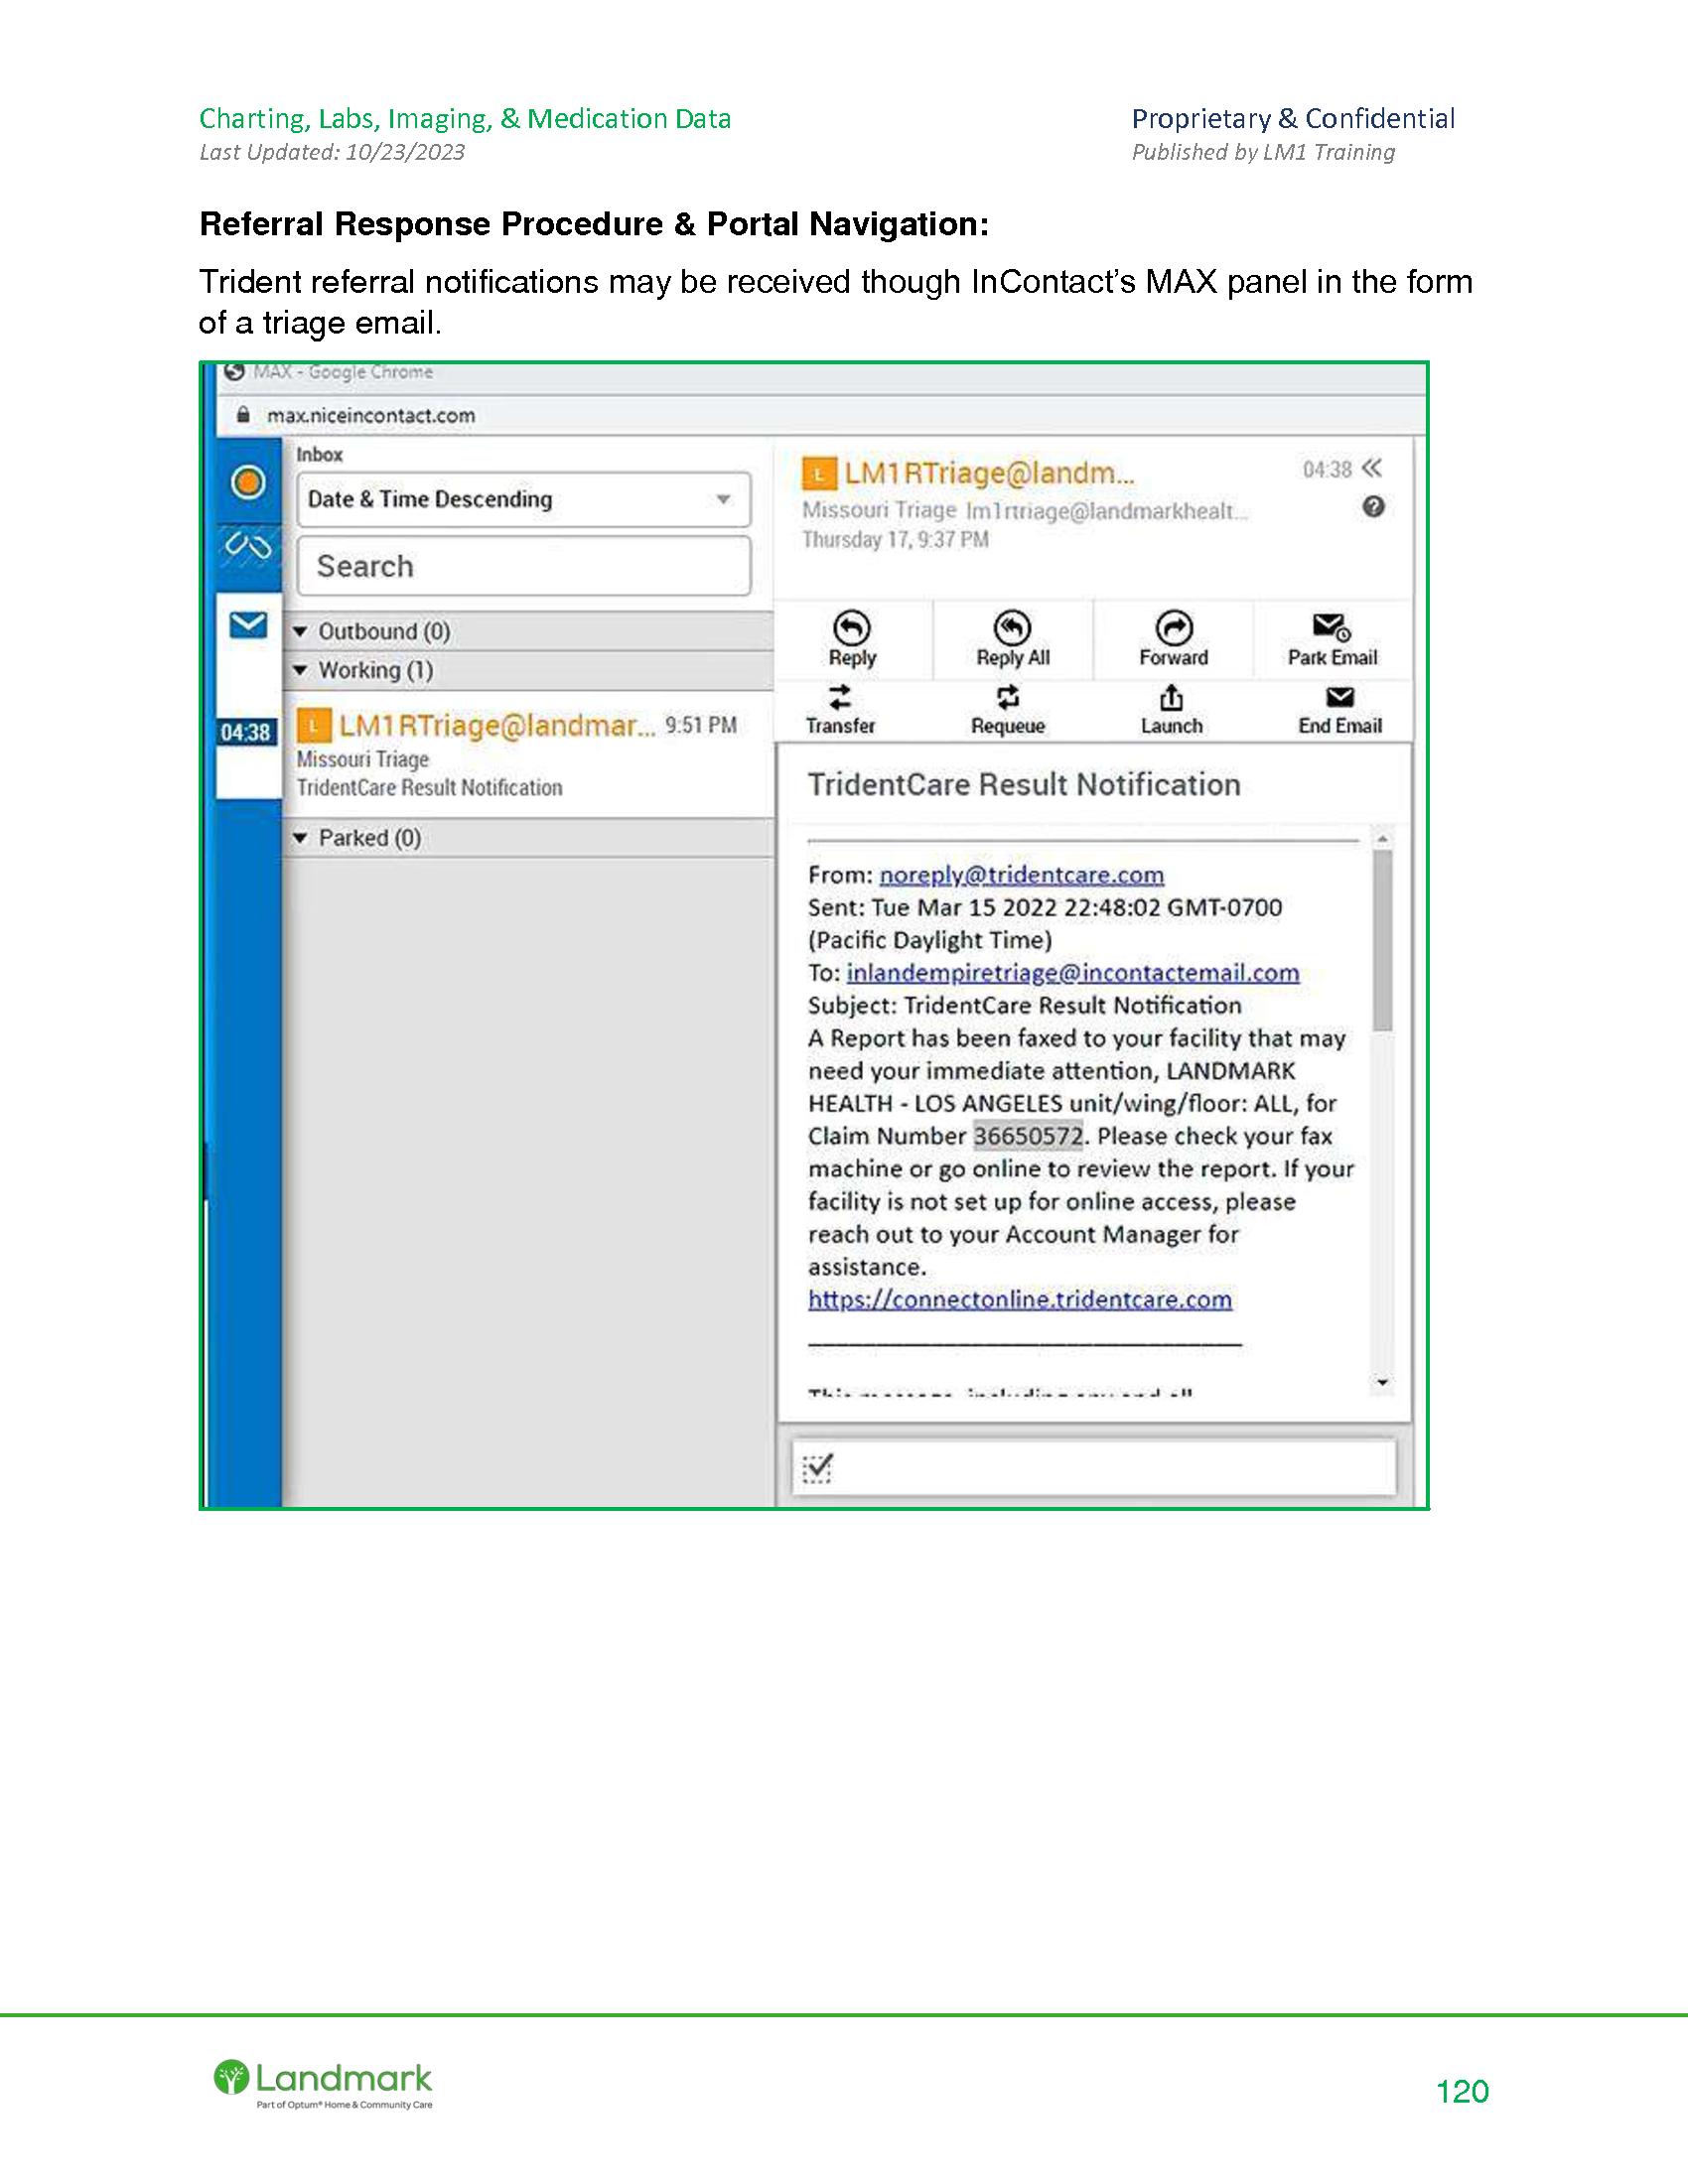 Charting, Labs, Imaging, & Medication Data
Last Updated: 10/23/2023
Proprietary & Confidential
Published by LM1 Training
Referral Response Procedure & Portal Navigation:
Trident referral notifications may be received though InContact's MAX panel in the form
of a triage email.
MAX - Google Chrome
max.niceincontact.com
Inbox
Date & Time Descending
Search
Outbound (0)
Working (1)
04:38
L LM1RTriage@landmar... 9:51 PM
Missouri Triage
TridentCare Result Notification
Parked (0)
L LM1RTriage@landm... 04:38
Missouri Triage lm1rtriage@landmarkhealt...
Thursday 17, 9:37 PM
Reply Reply All Forward Park Email
Transfer Requeue Launch End Email
TridentCare Result Notification
From: noreply@tridentcare.com
Sent: Tue Mar 15 2022 22:48:02 GMT-0700
(Pacific Daylight Time)
To: inlandempiretriage@incontactemail.com
Subject: TridentCare Result Notification
A Report has been faxed to your facility that may
need your immediate attention, LANDMARK
HEALTH - LOS ANGELES unit/wing/floor: ALL, for
Claim Number 36650572. Please check your fax
machine or go online to review the report. If your
facility is not set up for online access, please
reach out to your Account Manager for
assistance.
https://connectonline.tridentcare.com
This message, including any and all
Landmark
Part of Optum® Home & Community Care
120